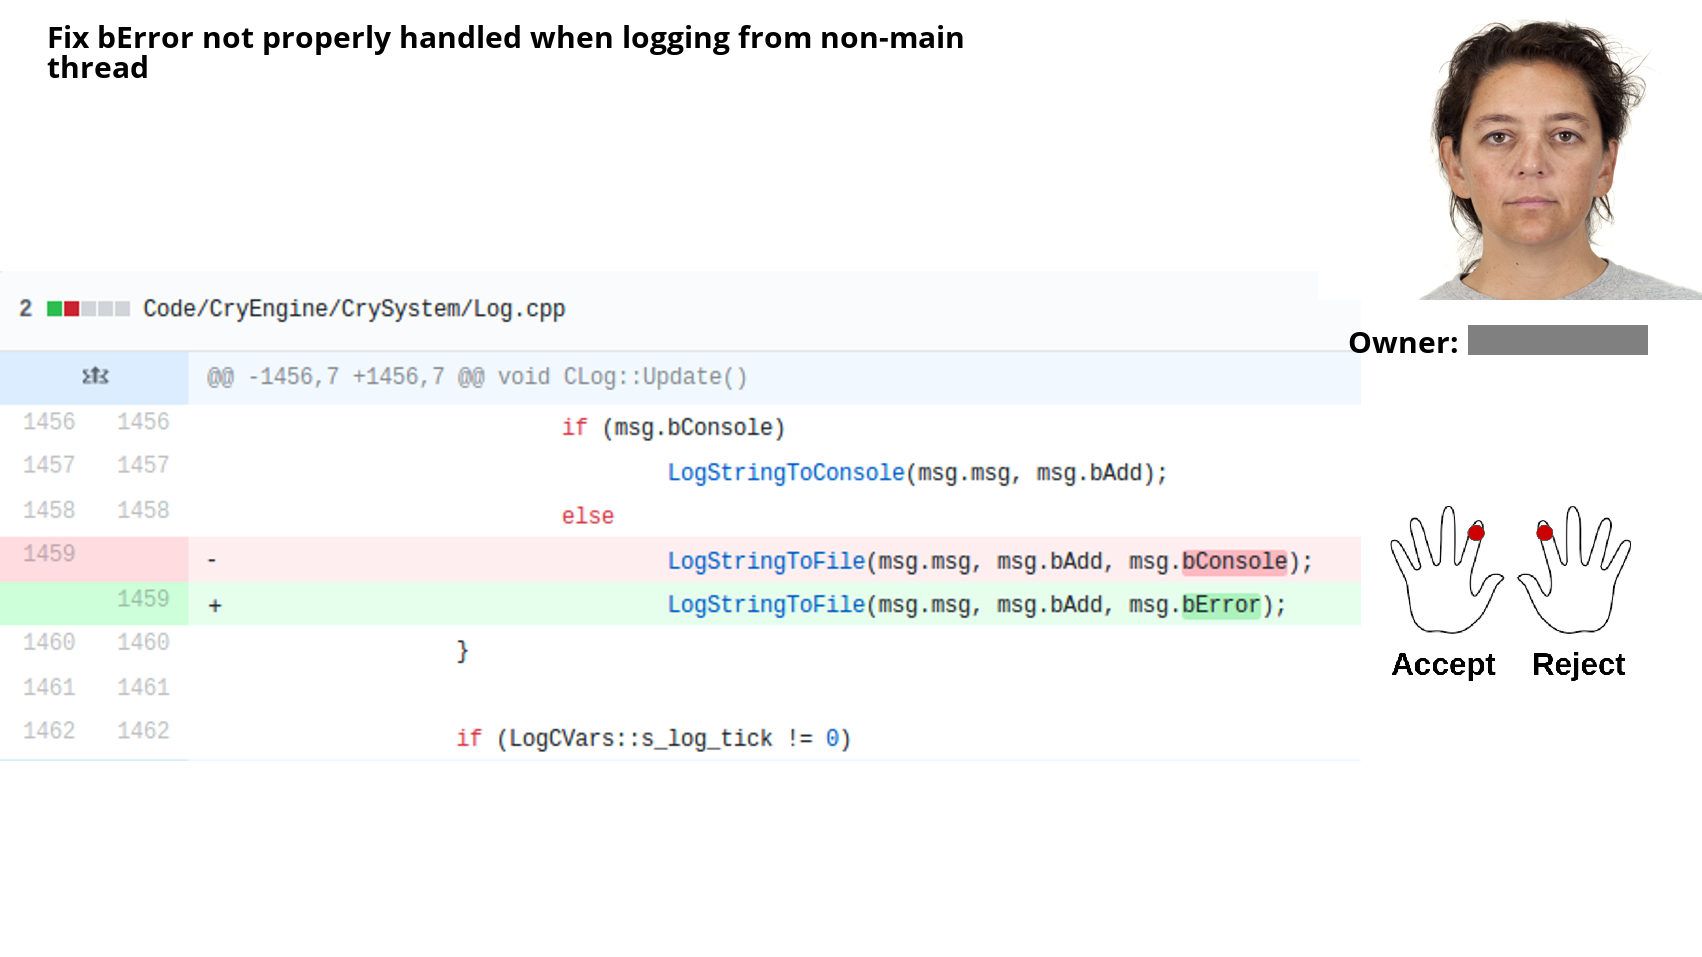 Fix bError not properly handled when logging from non-main
thread
2 Code/CryEngine/CrySystem/Log.cpp
Owner:
@@ -1456,7 +1456,7 @@ void CLog::Update()
1456 1456 if (msg.bConsole)
1457 1457 LogStringToConsole(msg.msg, msg.bAdd);
1458 1458 else
1459 - LogStringToFile(msg.msg, msg.bAdd, msg.bConsole);
1459 + LogStringToFile(msg.msg, msg.bAdd, msg.bError);
1460 1460 }
1461 1461
1462 1462 if (LogCVars::s_log_tick != 0)
Accept Reject